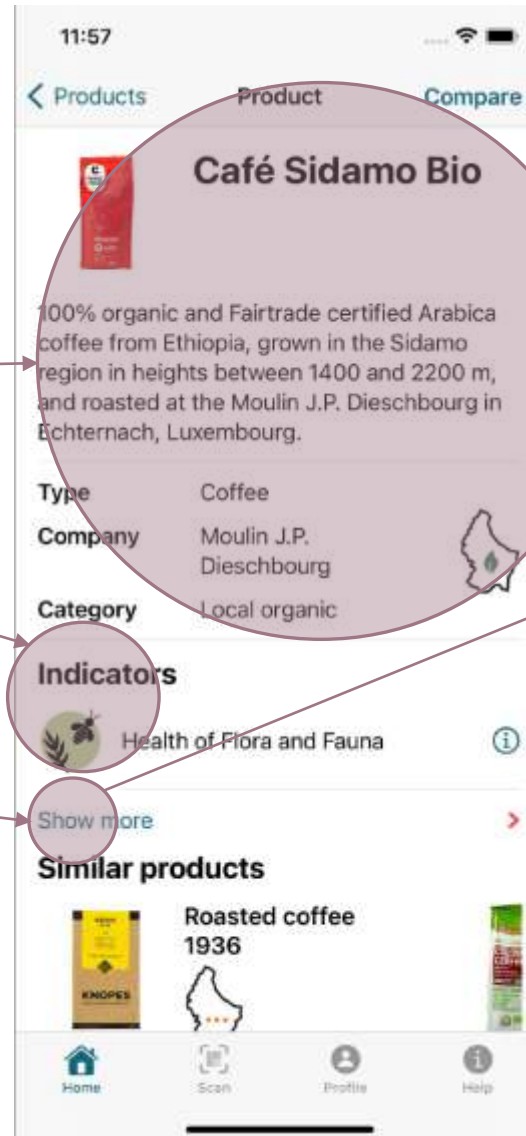 11:57
Products Product Compare
Café Sidamo Bio
100% organic and Fairtrade certified Arabica
coffee from Ethiopia, grown in the Sidamo
region in heights between 1400 and 2200 m,
and roasted at the Moulin J.P. Dieschbourg in
Echternach, Luxembourg.
Type Coffee
Company Moulin J.P.
Dieschbourg
Category Local organic
Indicators
Health of Flora and Fauna
Show more
Similar products
Roasted coffee
1936
KNOPES
Home Scan Profile Help